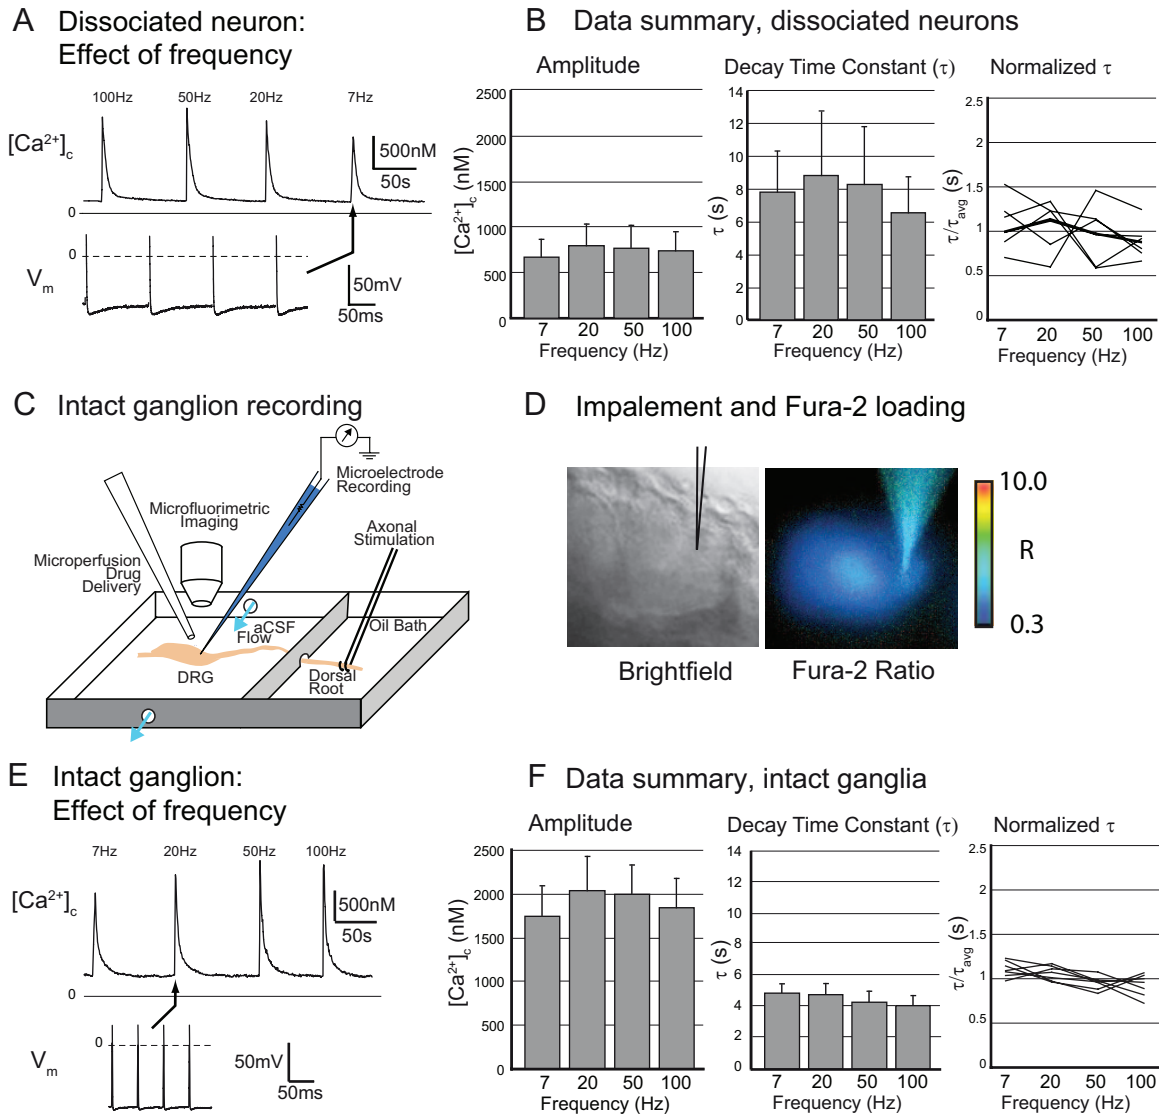 A Dissociated neuron:
Effect of frequency
100Hz 50Hz 20Hz 7Hz
[Ca2+]c
500nM
50s
0
0
Vm
50mV
50ms
B Data summary, dissociated neurons
Amplitude
2500
2000
1500
1000
500
0
[Ca2+]c (nM)
7 20 50 100
Frequency (Hz)
Decay Time Constant (τ)
14
12
10
8
6
4
2
0
τ (s)
7 20 50 100
Frequency (Hz)
Normalized τ
2.5
2
1.5
1
0.5
0
τ/τavg (s)
7 20 50 100
Frequency (Hz)
C Intact ganglion recording
Microelectrode
Recording
Microfluorimetric
Imaging
Axonal
Stimulation
Microperfusion
Drug
Delivery
aCSF
Flow
Oil Bath
DRG
Dorsal
Root
D Impalement and Fura-2 loading
10.0
R
0.3
Brightfield
Fura-2 Ratio
E Intact ganglion:
Effect of frequency
7Hz 20Hz 50Hz 100Hz
[Ca2+]c
500nM
50s
0
0
Vm
50mV
50ms
F Data summary, intact ganglia
Amplitude
2500
2000
1500
1000
500
0
[Ca2+]c (nM)
7 20 50 100
Frequency (Hz)
Decay Time Constant (τ)
14
12
10
8
6
4
2
0
τ (s)
7 20 50 100
Frequency (Hz)
Normalized τ
2.5
2
1.5
1
0.5
0
τ/τavg (s)
7 20 50 100
Frequency (Hz)